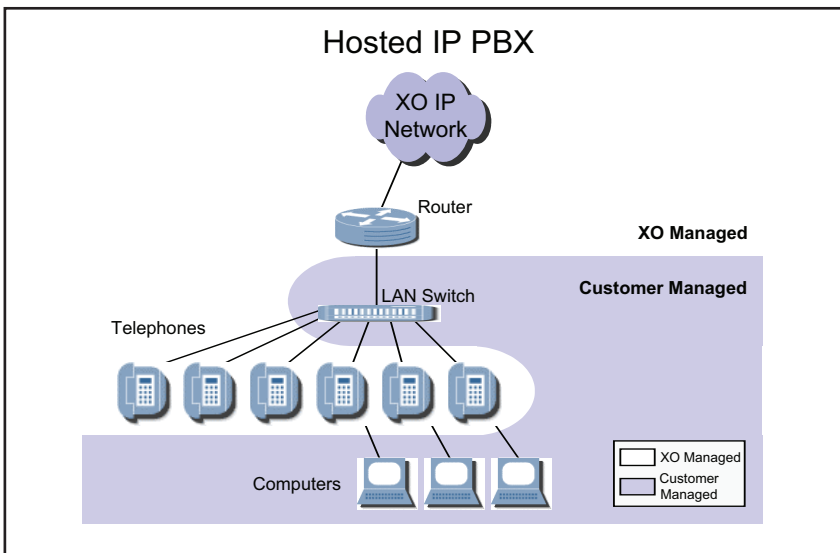 Hosted IP PBX
XO IP
Network
Router
XO Managed
Customer Managed
LAN Switch
Telephones
Computers
XO Managed
Customer
Managed